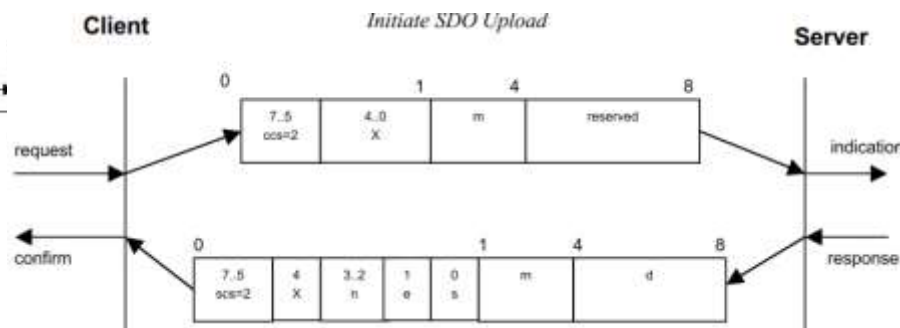 Initiate SDO Upload
Client
Server
0 1 4 8
7..5 4..0 m reserved
ccs=2 X
request
indication
0 1 4 8
confirm
response
7..5 4 3..2 1 0 m d
scs=2 X n e s